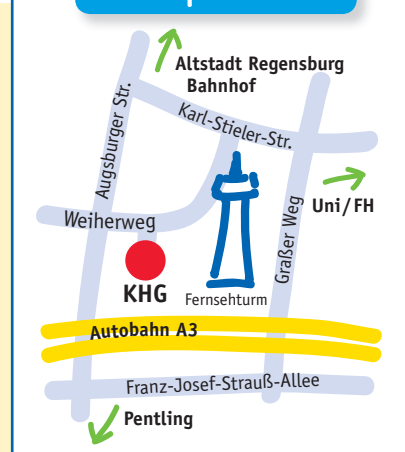 Altstadt Regensburg
Bahnhof
Karl-Stieler-Str.
Augsburger Str.
Uni/FH
Graßer Weg
Weiherweg
KHG
Fernsehturm
Autobahn A3
Franz-Josef-Strauß-Allee
Pentling